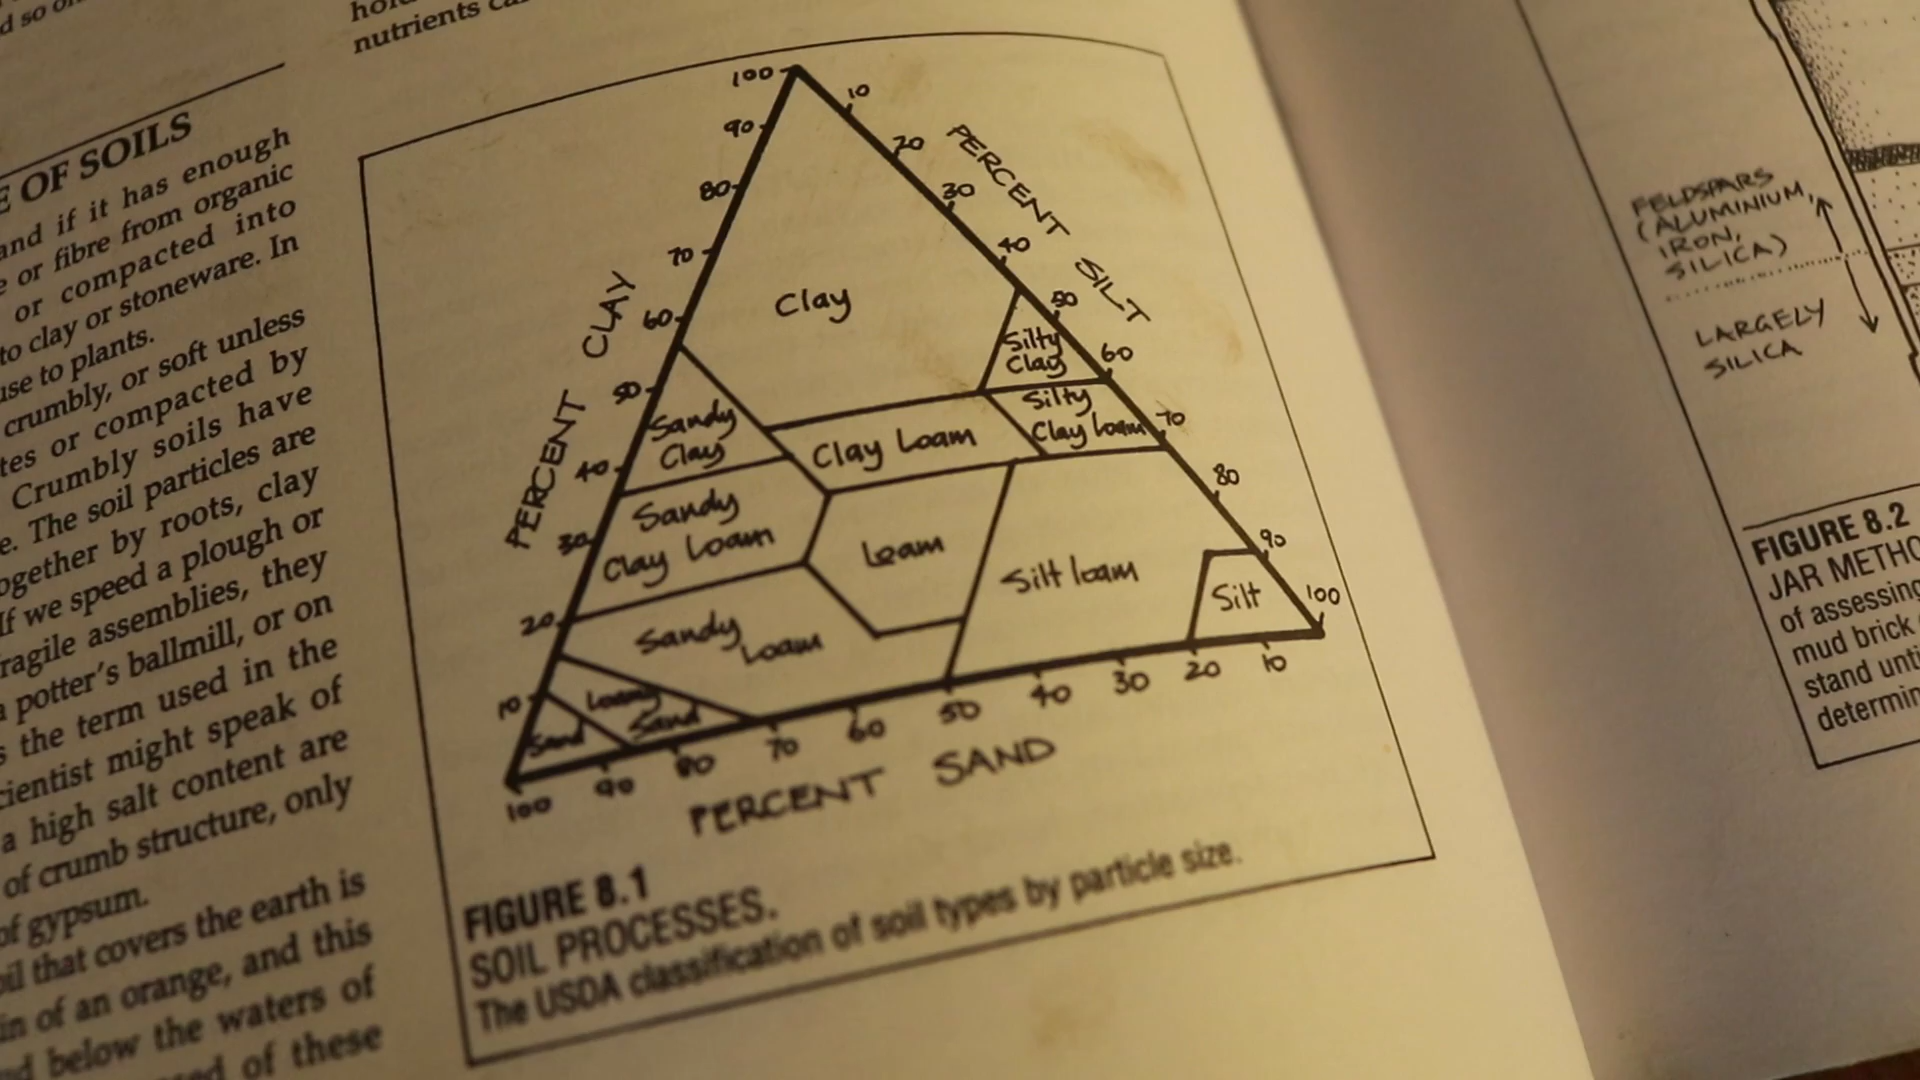 d so
hol
nutrients
E OF SOILS
and if it has enough
or fibre from organic
or compacted into
to clay or stoneware. In
use to plants.
crumbly, or soft unless
tes or compacted by
Crumbly soils have
e. The soil particles are
ogether by roots, clay
If we speed a plough or
ragile assemblies, they
a potter's ballmill, or on
s the term used in the
cientist might speak of
a high salt content are
of crumb structure, only
of gypsum.
oil that covers the earth is
in of an orange, and this
d below the waters of
sed of these
100
90
80
70
60
50
40
30
20
10
PERCENT CLAY
10
20
30
40
50
60
70
80
90
100
PERCENT SILT
Clay
Silty
Clay
Silty
Clay Loam
Sandy
Clay
Clay Loam
Sandy
Clay Loam
Loam
Silt loam
Silt
Sandy
Loam
Loamy
Sand
Sand
100
90
80
70
60
50
40
30
20
10
PERCENT SAND
FIGURE 8.1
SOIL PROCESSES.
The USDA classification of soil types by particle size.
FELDSPARS
(ALUMINIUM,
IRON,
SILICA)
LARGELY
SILICA
FIGURE 8.2
JAR METHO
of assessing
mud brick
stand unti
determin